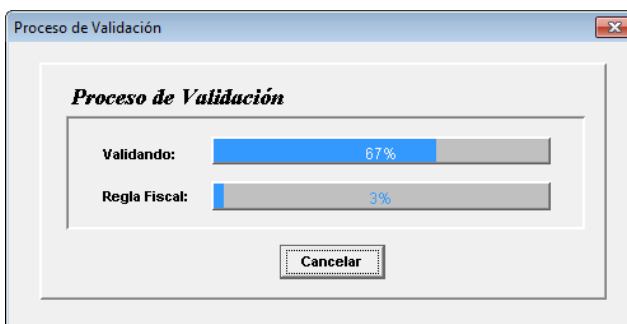 Proceso de Validación
Proceso de Validación
Validando: 67%
Regla Fiscal: 3%
Cancelar